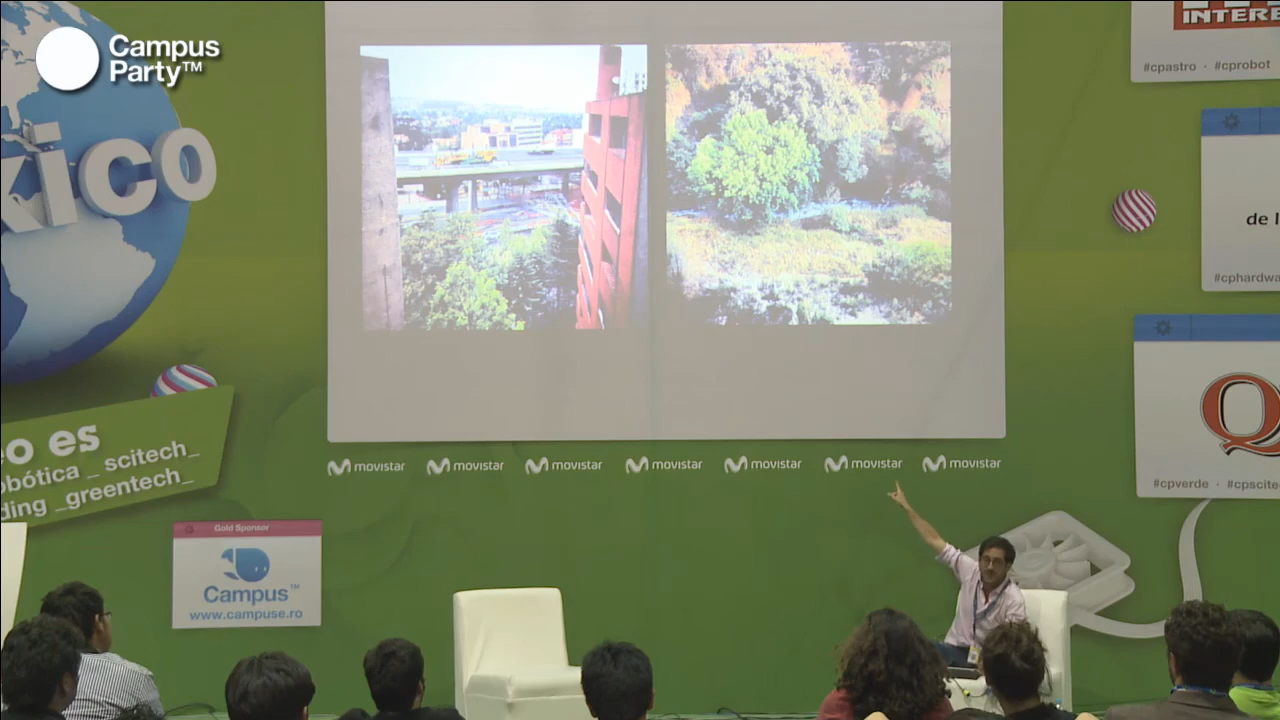 Campus
Party™
xico
eo es
obótica _ scitech_
ding _greentech_
Gold Sponsor
Campus™
www.campuse.ro
movistar movistar movistar movistar movistar movistar movistar
INTERE
#cpastro · #cprobot
de l
#cphardwa
Q
#cpverde · #cpscite